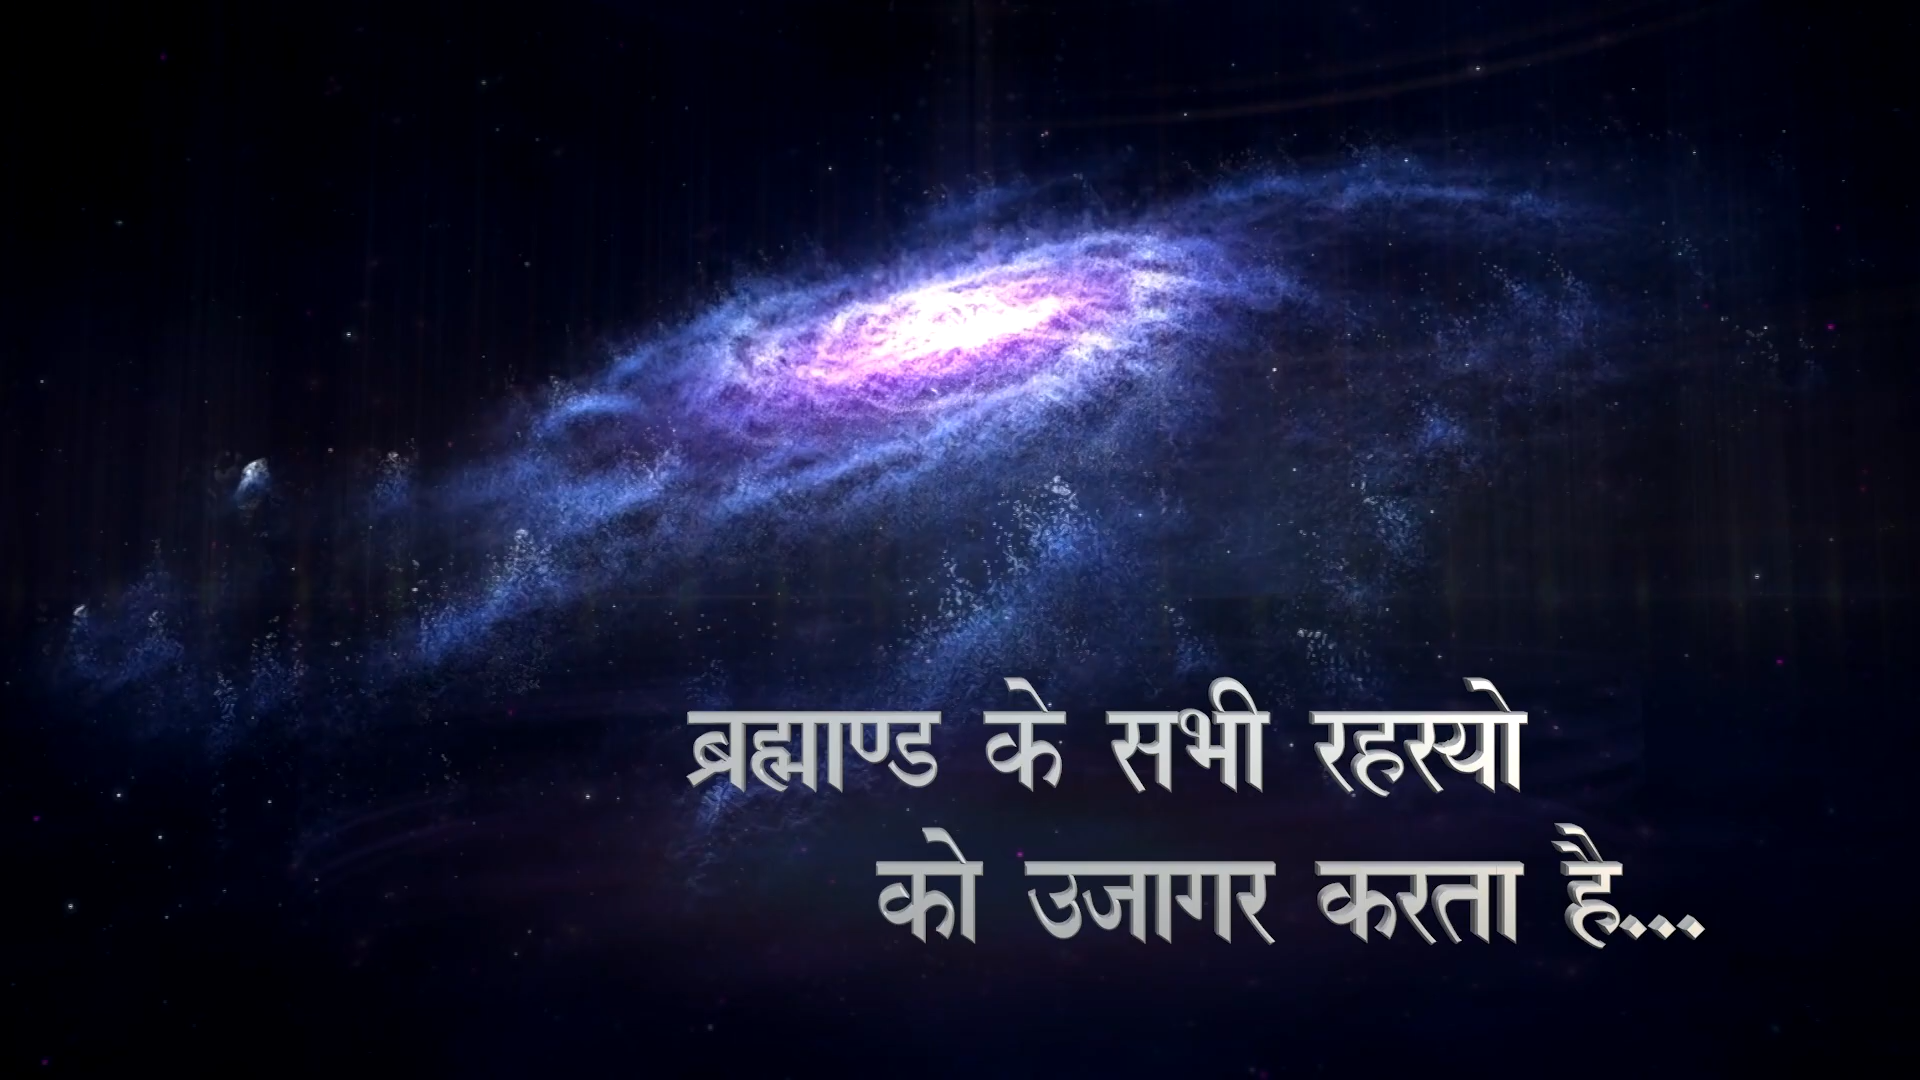 ब्रह्माण्ड के सभी रहस्यो
को उजागर करता है...